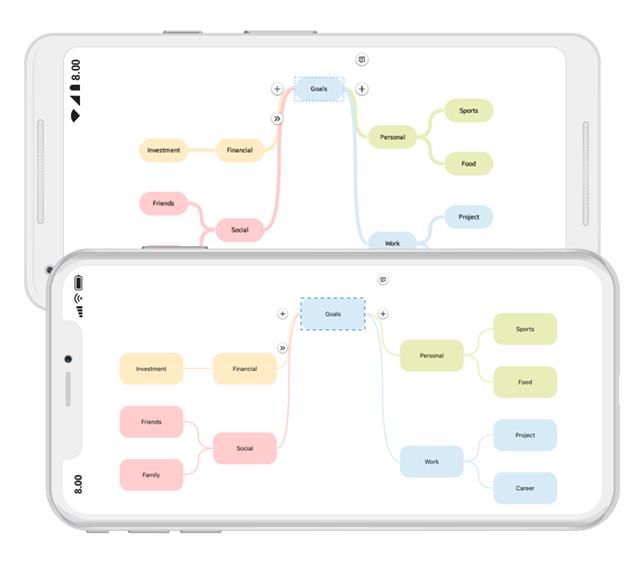 8.00
Goals
Sports
Personal
Investment
Financial
Food
Friends
Project
Social
Work
Goals
Sports
Personal
Investment
Financial
Food
Friends
Project
Social
Work
Family
Career
8.00